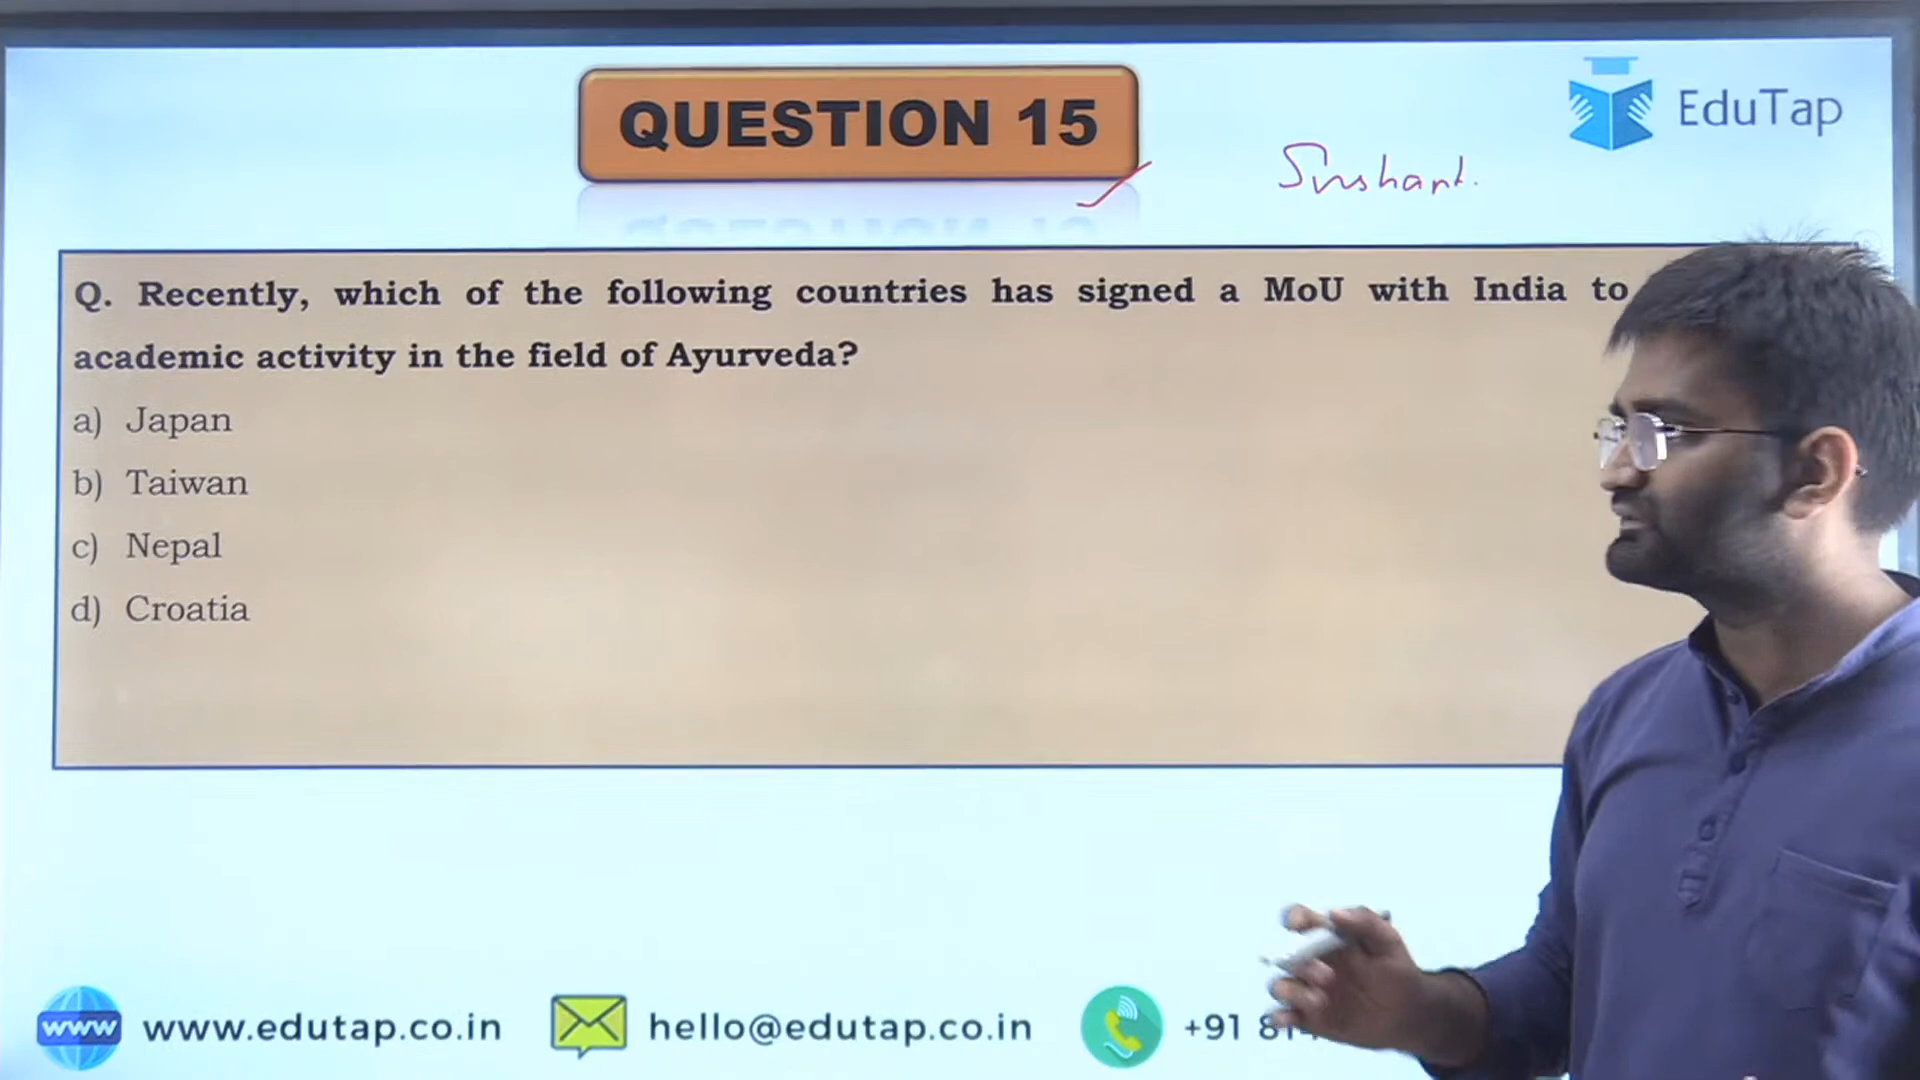 QUESTION 15
EduTap
Sushant.
Q. Recently, which of the following countries has signed a MoU with India to
academic activity in the field of Ayurveda?
a) Japan
b) Taiwan
c) Nepal
d) Croatia
www www.edutap.co.in hello@edutap.co.in +91 81